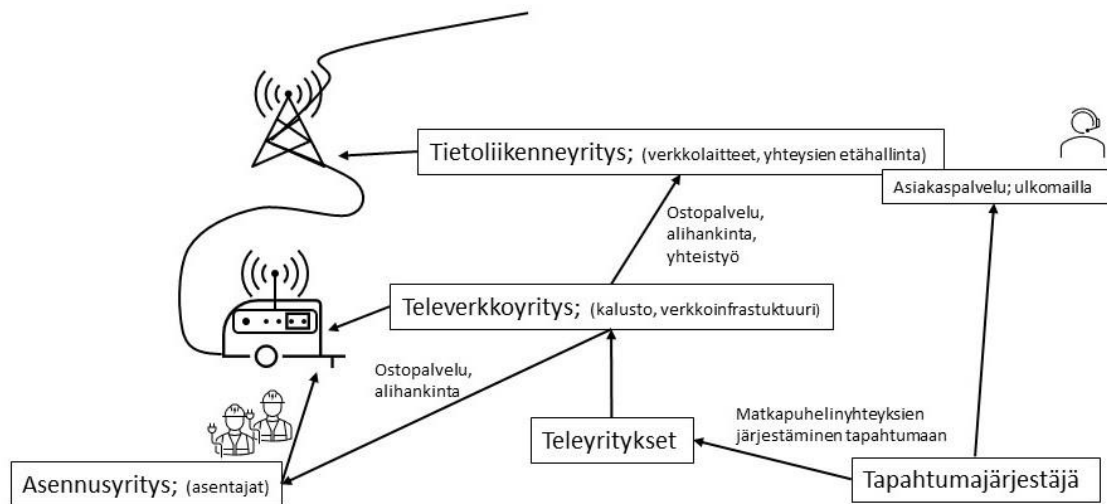 Tietoliikenneyritys; (verkkolaitteet, yhteysien etähallinta)
Asiakaspalvelu; ulkomailla
Ostopalvelu,
alihankinta,
yhteistyö
Televerkkoyritys; (kalusto, verkkoinfrastuktuuri)
Ostopalvelu,
alihankinta
Teleyritykset
Matkapuhelinyhteyksien
järjestäminen tapahtumaan
Asennusyritys; (asentajat)
Tapahtumajärjestäjä